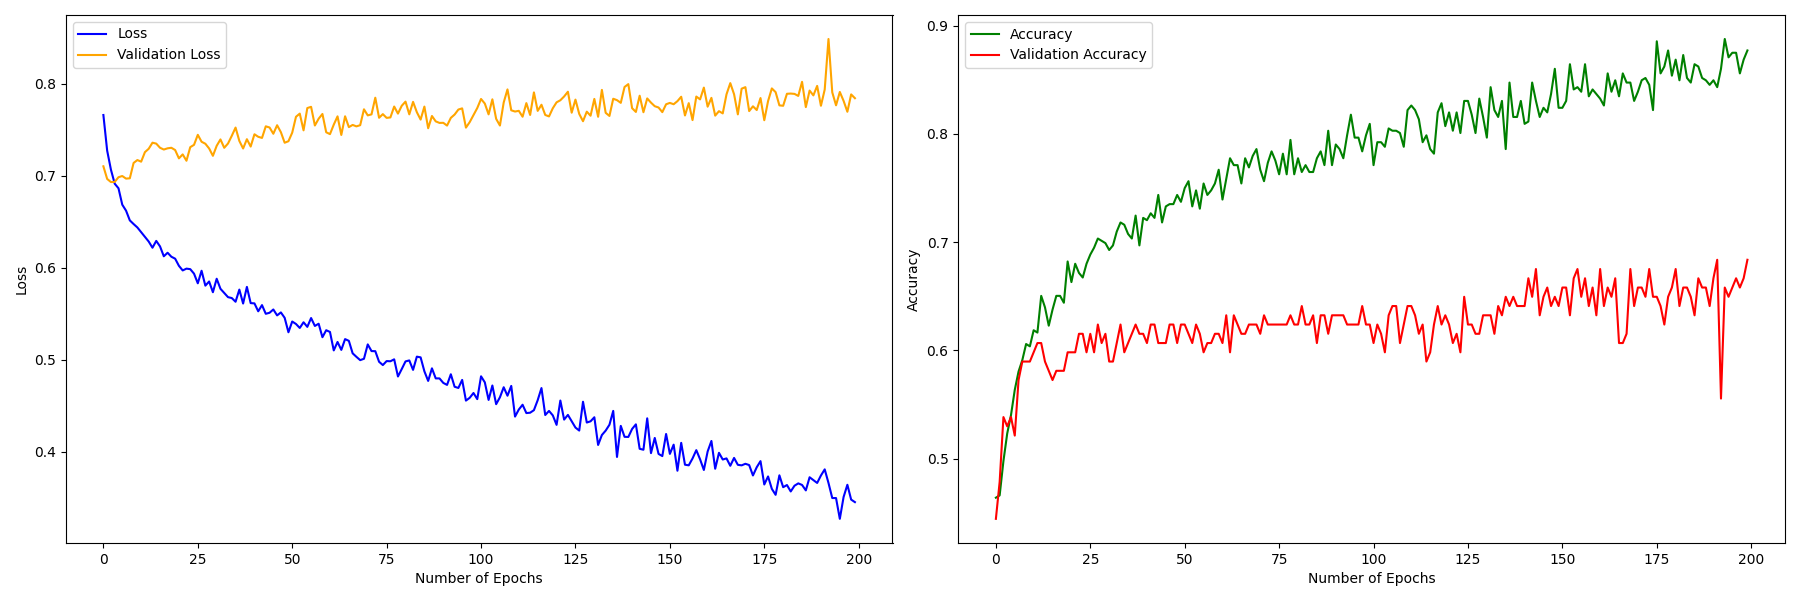 Loss
Validation Loss
0.8
0.7
0.6
0.5
0.4
Loss
0 25 50 75 100 125 150 175 200
Number of Epochs
Accuracy
Validation Accuracy
0.9
0.8
0.7
0.6
0.5
Accuracy
0 25 50 75 100 125 150 175 200
Number of Epochs